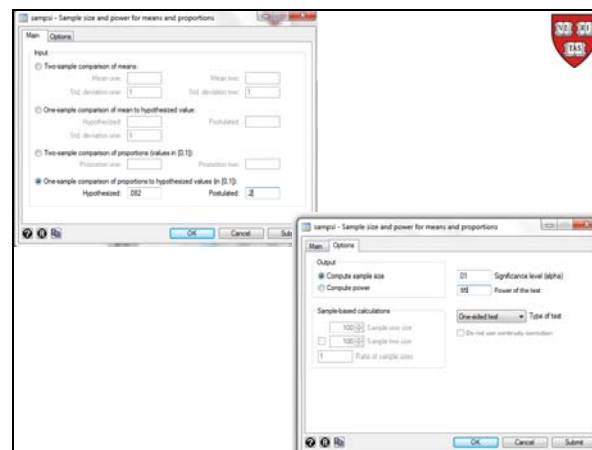 sampsi - Sample size and power for means and proportions
Main Options
Input
Two-sample comparison of means:
Mean one: Mean two:
Std. deviation one: 1 Std. deviation two: 1
One-sample comparison of mean to hypothesized value:
Hypothesized: Postulated:
Std. deviation one: 1
Two-sample comparison of proportions (values in [0,1]):
Proportion one: Proportion two:
One-sample comparison of proportions to hypothesized values (in [0,1]):
Hypothesized: .082 Postulated: .2
OK Cancel Sub
VE RI
TAS
sampsi - Sample size and power for means and proportions
Main Options
Output
Compute sample size
Compute power
.01 Significance level (alpha)
Power of the test
Sample-based calculations
100 Sample one size
100 Sample two size
1 Ratio of sample sizes
One-sided test Type of test
Do not use continuity correction
OK Cancel Submit